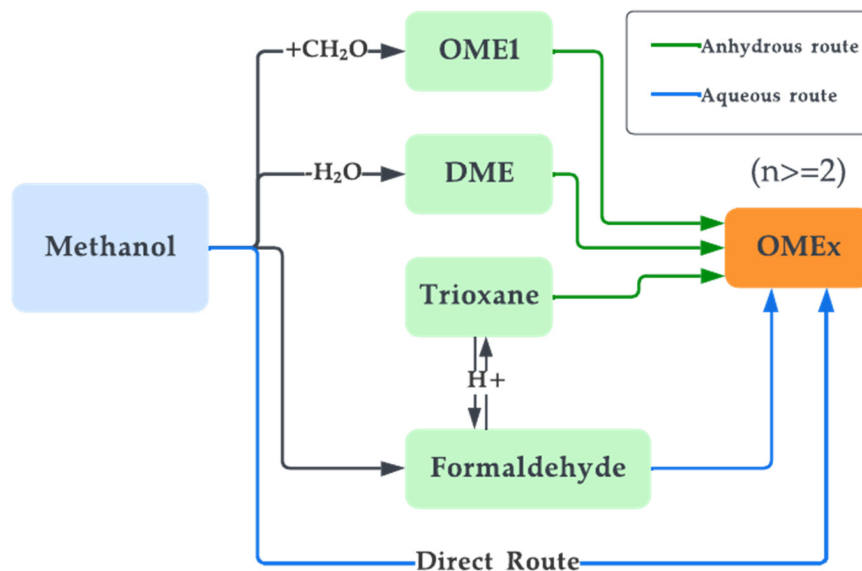 +CH₂O
OME1
Anhydrous route
Aqueous route
-H₂O
DME
(n>=2)
Methanol
OMEx
Trioxane
H+
Formaldehyde
Direct Route